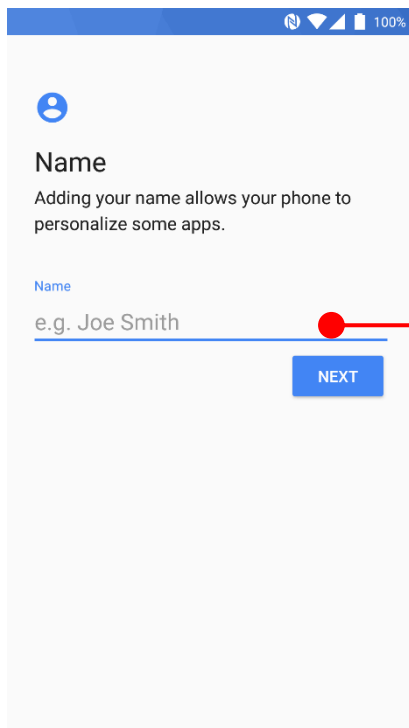 100%
Name
Adding your name allows your phone to
personalize some apps.
Name
e.g. Joe Smith
NEXT